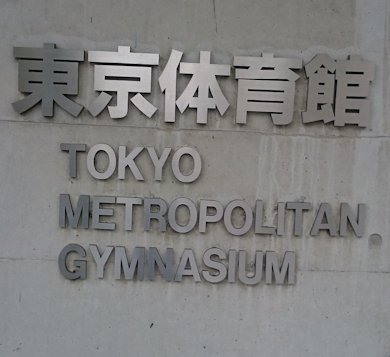 東京体育館
TOKYO
METROPOLITAN
GYMNASIUM